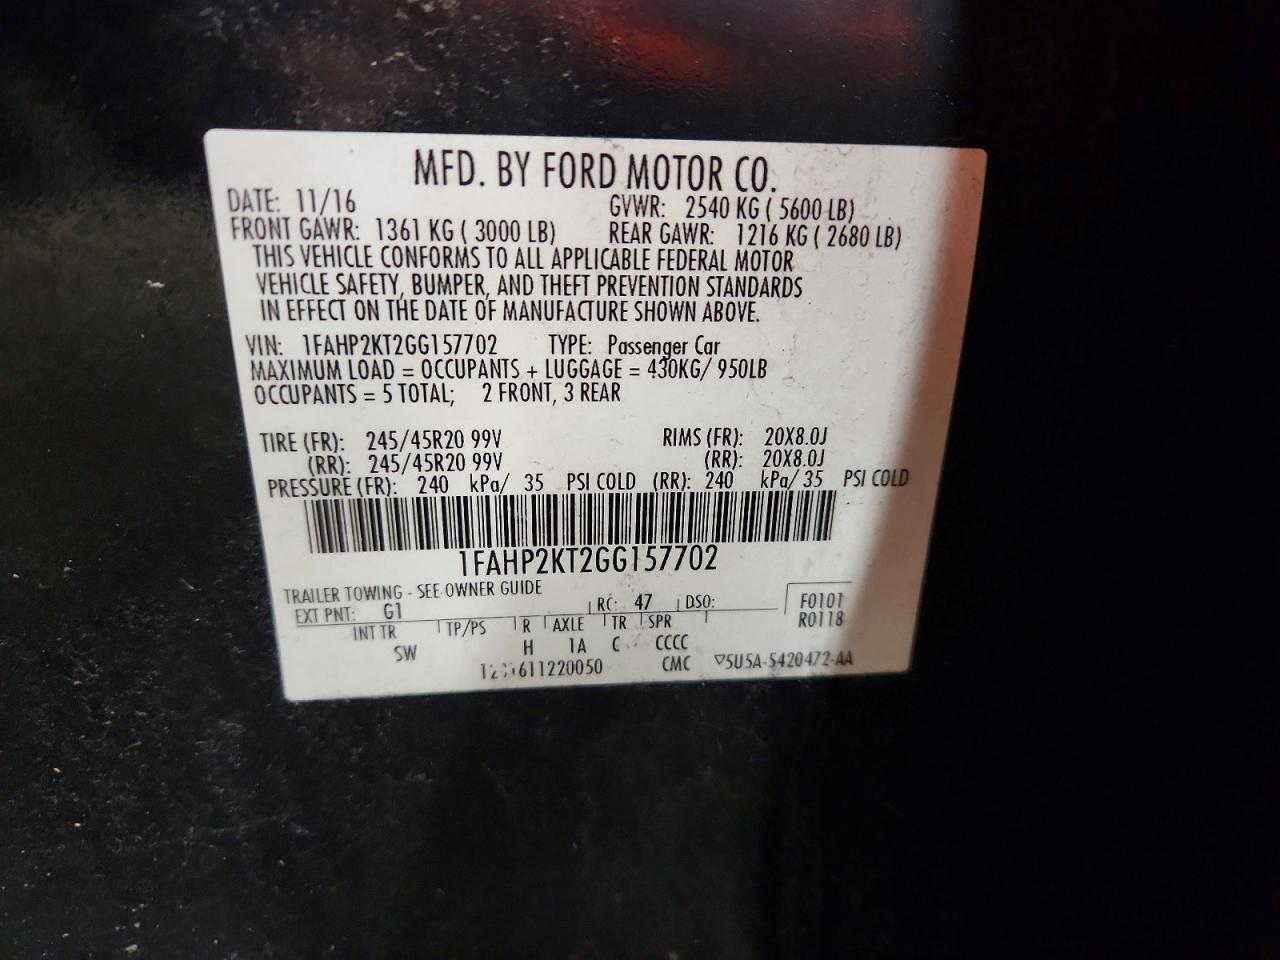 MFD. BY FORD MOTOR CO.
DATE: 11/16 GVWR: 2540 KG ( 5600 LB)
FRONT GAWR: 1361 KG ( 3000 LB) REAR GAWR: 1216 KG ( 2680 LB)
THIS VEHICLE CONFORMS TO ALL APPLICABLE FEDERAL MOTOR
VEHICLE SAFETY, BUMPER, AND THEFT PREVENTION STANDARDS
IN EFFECT ON THE DATE OF MANUFACTURE SHOWN ABOVE.
VIN: 1FAHP2KT2GG157702 TYPE: Passenger Car
MAXIMUM LOAD = OCCUPANTS + LUGGAGE = 430KG/ 950LB
OCCUPANTS = 5 TOTAL; 2 FRONT, 3 REAR
TIRE (FR): 245/45R20 99V RIMS (FR): 20X8.0J
(RR): 245/45R20 99V (RR): 20X8.0J
PRESSURE (FR): 240 kPa/ 35 PSI COLD (RR): 240 kPa/ 35 PSI COLD
1FAHP2KT2GG157702
TRAILER TOWING - SEE OWNER GUIDE
EXT PNT: G1 RC: 47 DSO: F0101
R0118
INT TR TP/PS R AXLE TR SPR
SW H 1A C CCCC
CMC 5U5A-5420472-AA